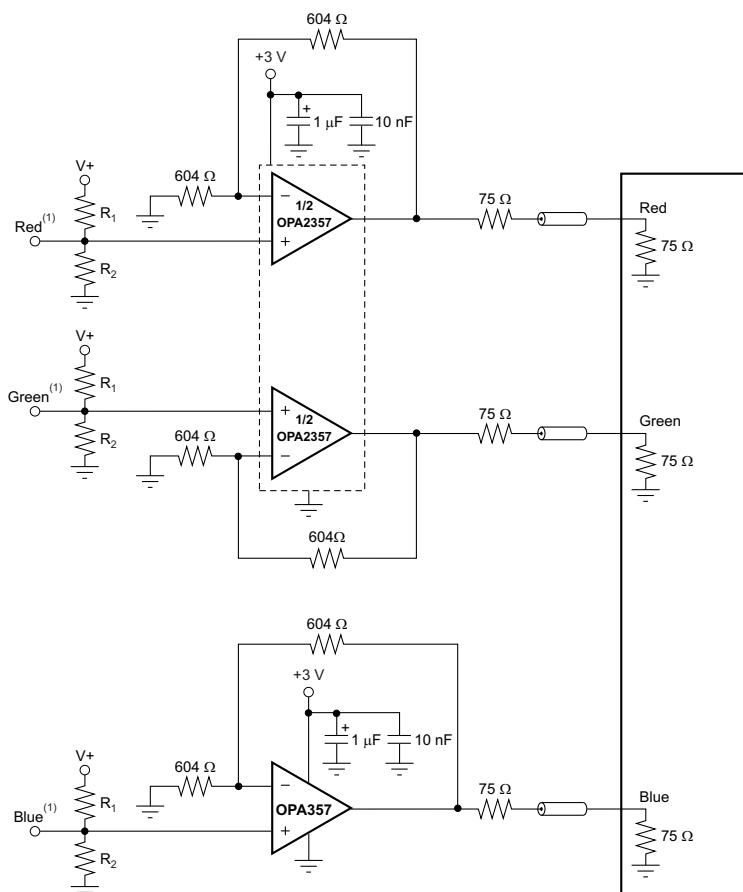 604 Ω
+3 V
+
1 μF
10 nF
604 Ω
V+
R1
Red(1)
R2
−
+
1/2
OPA2357
75 Ω
Red
75 Ω
V+
R1
Green(1)
R2
604 Ω
+
−
1/2
OPA2357
75 Ω
Green
75 Ω
604Ω
604 Ω
+3 V
+
1 μF
10 nF
V+
R1
Blue(1)
R2
604 Ω
−
+
OPA357
75 Ω
Blue
75 Ω